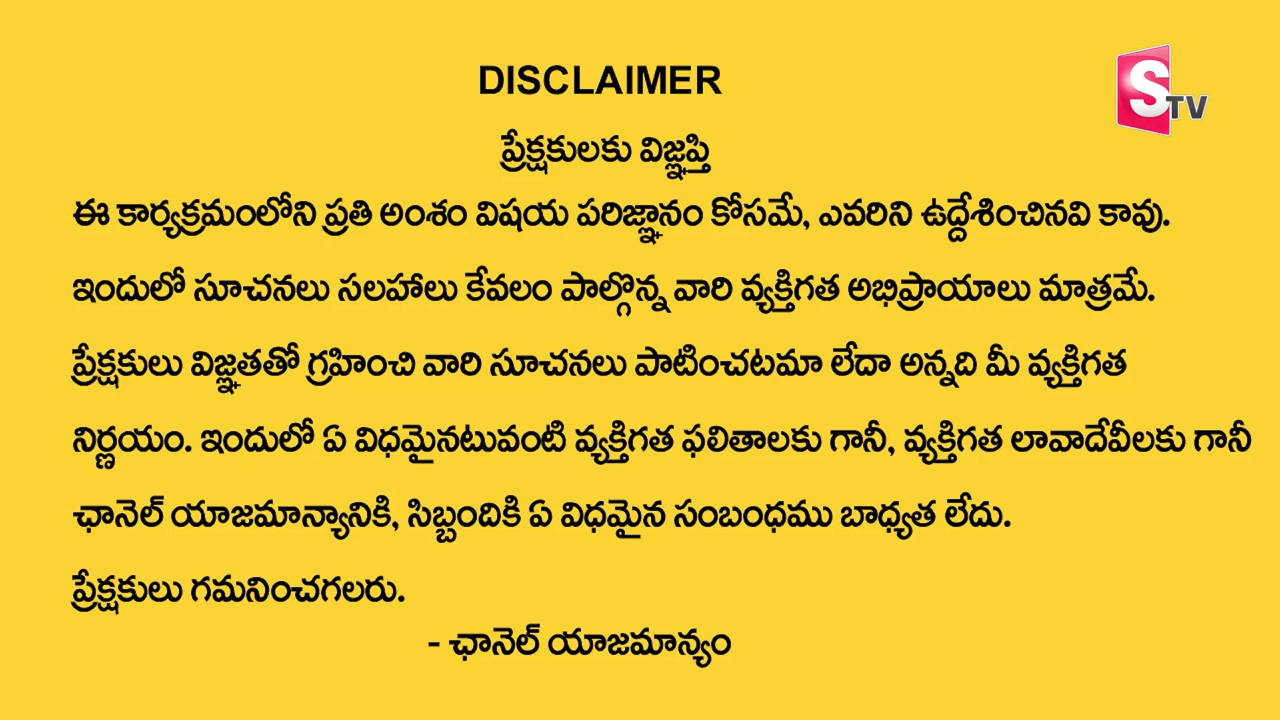 DISCLAIMER
S TV
ప్రేక్షకులకు విజ్ఞప్తి
ఈ కార్యక్రమంలోని ప్రతి అంశం విషయ పరిజ్ఞానం కోసమే, ఎవరిని ఉద్దేశించినవి కావు.
ఇందులో సూచనలు సలహాలు కేవలం పాల్గొన్న వారి వ్యక్తిగత అభిప్రాయాలు మాత్రమే.
ప్రేక్షకులు విజ్ఞతతో గ్రహించి వారి సూచనలు పాటించటమా లేదా అన్నది మీ వ్యక్తిగత
నిర్ణయం. ఇందులో ఏ విధమైనటువంటి వ్యక్తిగత ఫలితాలకు గానీ, వ్యక్తిగత లావాదేవీలకు గానీ
ఛానెల్ యాజమాన్యానికి, సిబ్బందికి ఏ విధమైన సంబంధము బాధ్యత లేదు.
ప్రేక్షకులు గమనించగలరు.
- ఛానెల్ యాజమాన్యం